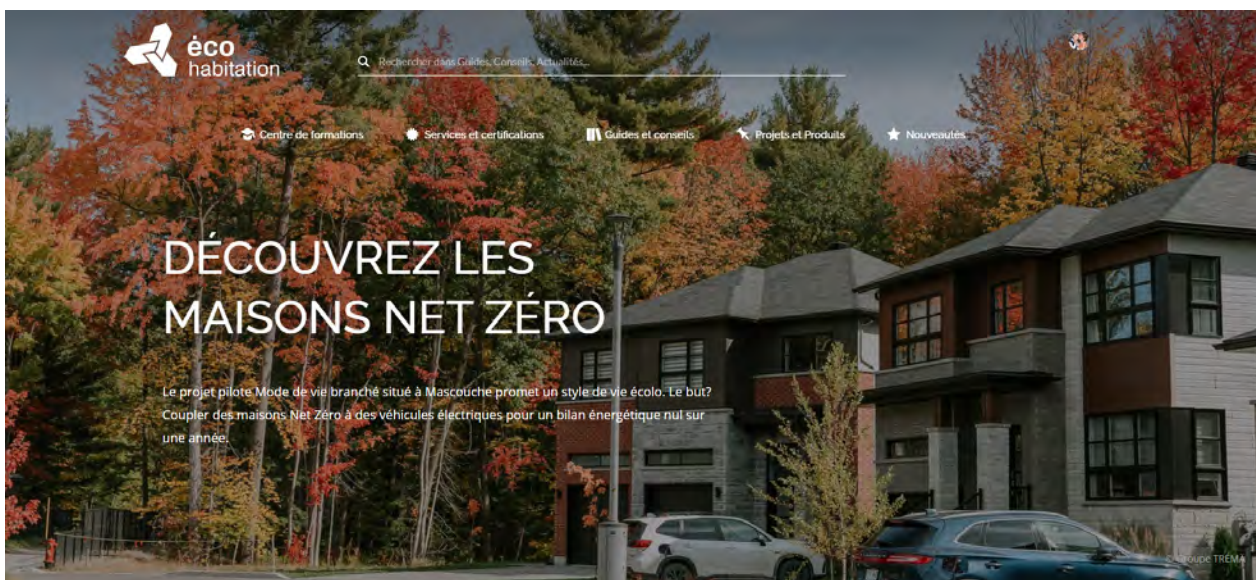 éco
habitation
Rechercher dans Guides, Conseils, Actualités...
Centre de formations
Services et certifications
Guides et conseils
Projets et Produits
Nouveautés
DÉCOUVREZ LES
MAISONS NET ZÉRO
Le projet pilote Mode de vie branché situé à Mascouche promet un style de vie écolo. Le but?
Coupler des maisons Net Zéro à des véhicules électriques pour un bilan énergétique nul sur
une année.
© Groupe TRÉMA